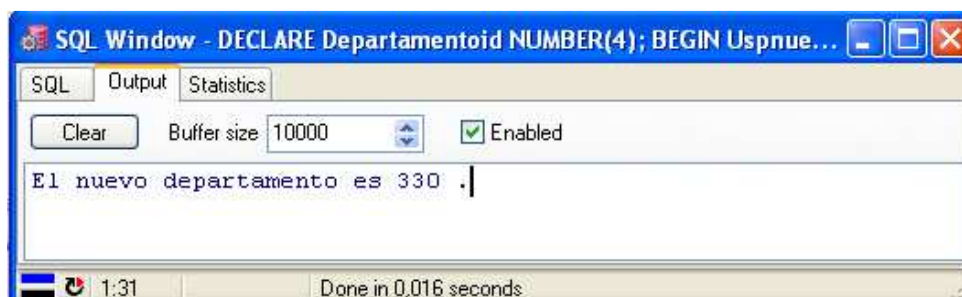 SQL Window - DECLARE Departamentoid NUMBER(4); BEGIN Uspnue...
SQL Output Statistics
Clear Buffer size 10000 Enabled
El nuevo departamento es 330 .
1:31 Done in 0,016 seconds